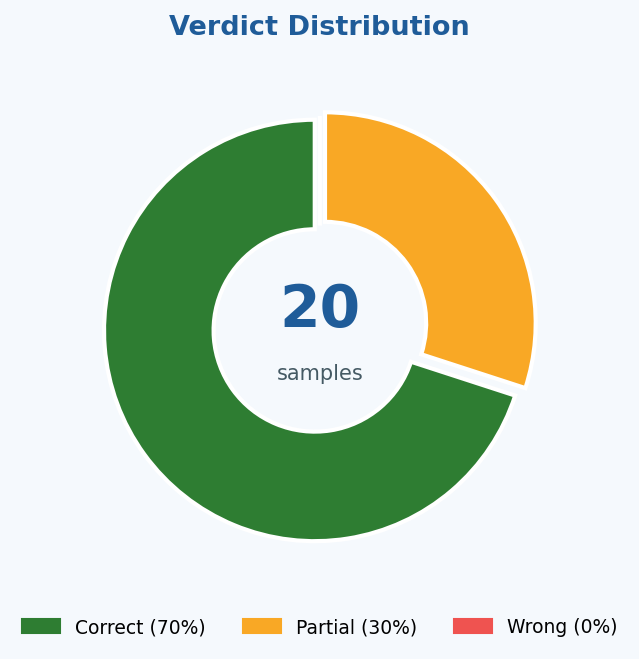 Verdict Distribution
20
samples
Correct (70%)
Partial (30%)
Wrong (0%)